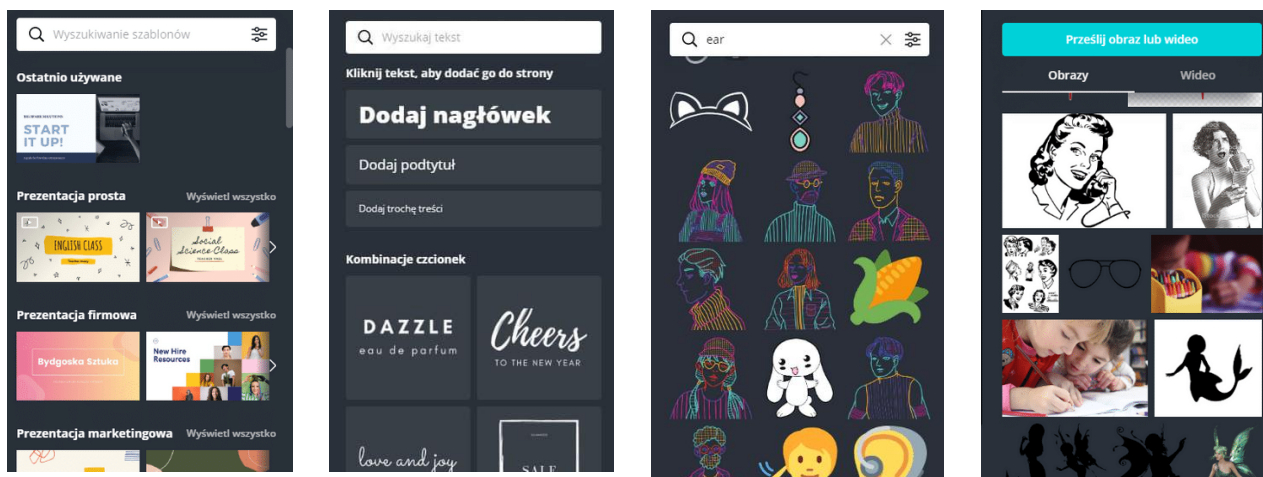 Wyszukiwanie szablonów
Ostatnio używane
START
IT UP!
Prezentacja prosta
Wyświetl wszystko
ENGLISH CLASS
Social
Science Class
Prezentacja firmowa
Wyświetl wszystko
Bydgoska Sztuka
New Hire
Resources
Prezentacja marketingowa
Wyświetl wszystko
Wyszukaj tekst
Kliknij tekst, aby dodać go do strony
Dodaj nagłówek
Dodaj podtytuł
Dodaj trochę treści
Kombinacje czcionek
DAZZLE
eau de parfum
Cheers
TO THE NEW YEAR
love and joy
SALE
ear
Prześlij obraz lub wideo
Obrazy
Wideo